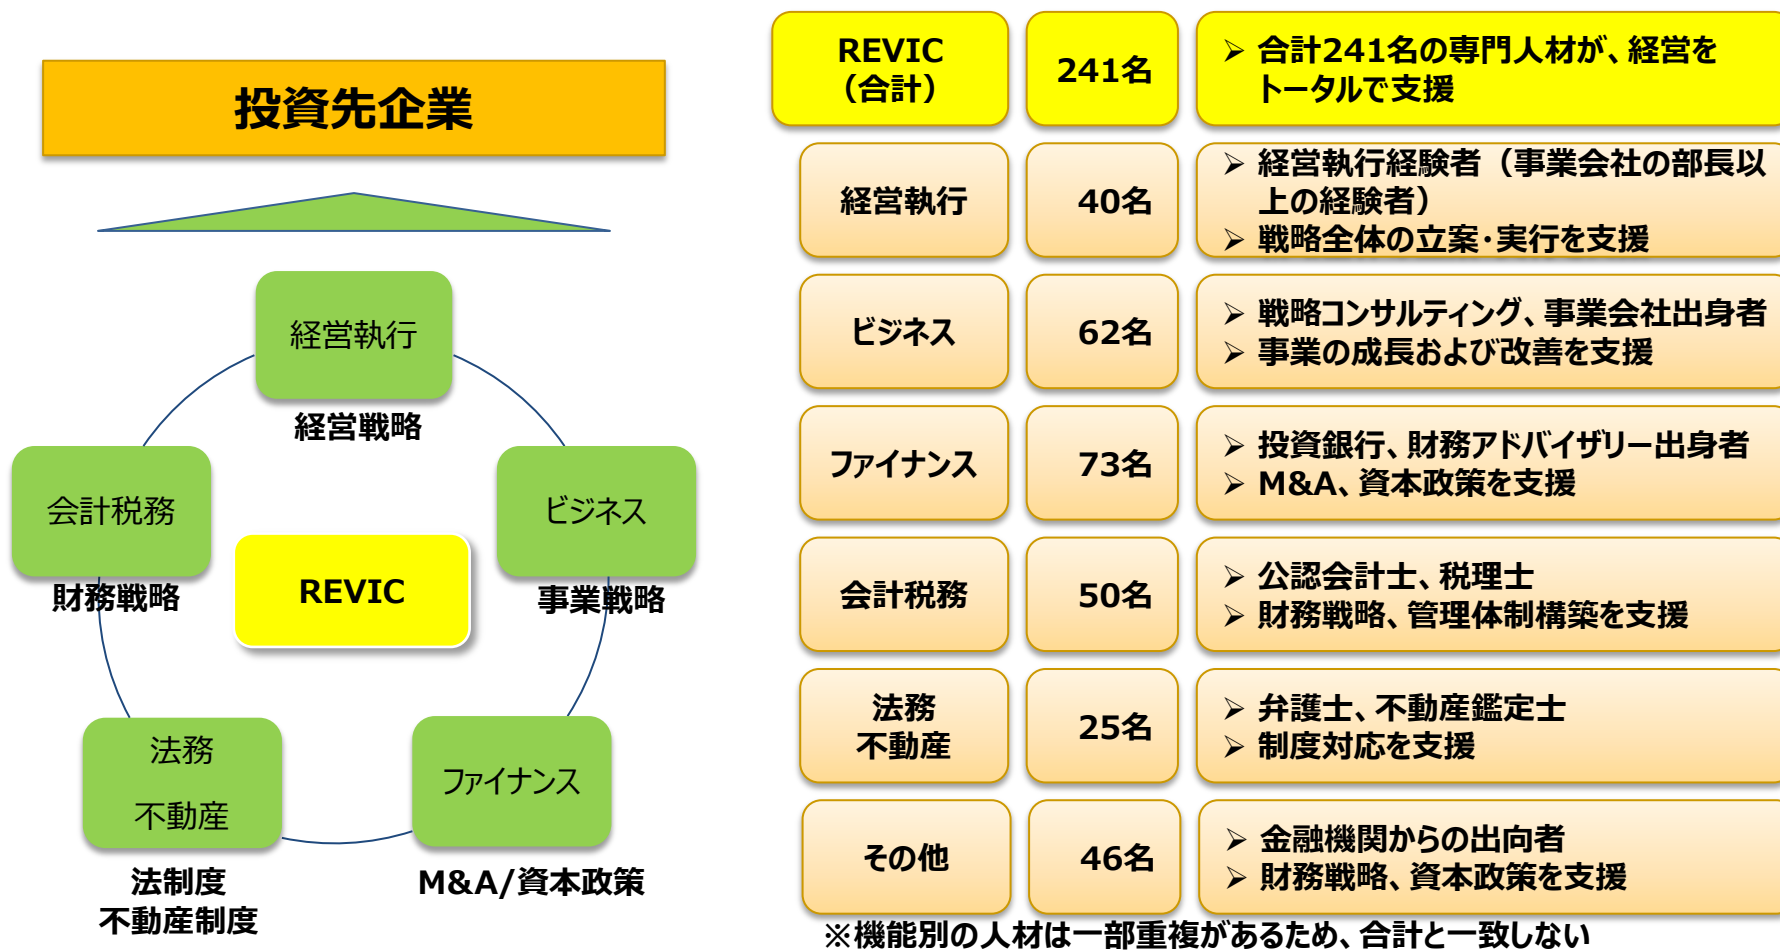 投資先企業
経営執行
経営戦略
会計税務
財務戦略
ビジネス
事業戦略
REVIC
法務
不動産
法制度
不動産制度
ファイナンス
M&A/資本政策
REVIC
（合計）
241名
➢ 合計241名の専門人材が、経営を
トータルで支援
経営執行
40名
➢ 経営執行経験者（事業会社の部長以
上の経験者）
➢ 戦略全体の立案・実行を支援
ビジネス
62名
➢ 戦略コンサルティング、事業会社出身者
➢ 事業の成長および改善を支援
ファイナンス
73名
➢ 投資銀行、財務アドバイザリー出身者
➢ M&A、資本政策を支援
会計税務
50名
➢ 公認会計士、税理士
➢ 財務戦略、管理体制構築を支援
法務
不動産
25名
➢ 弁護士、不動産鑑定士
➢ 制度対応を支援
その他
46名
➢ 金融機関からの出向者
➢ 財務戦略、資本政策を支援
※機能別の人材は一部重複があるため、合計と一致しない